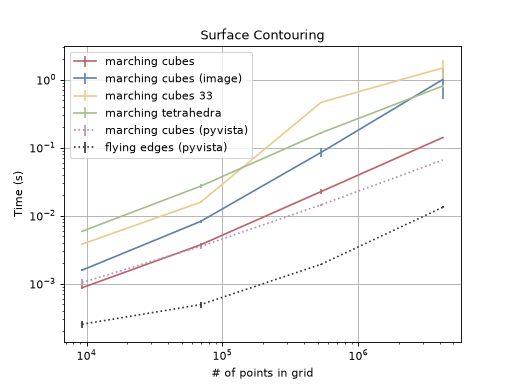 Surface Contouring
marching cubes
marching cubes (image)
marching cubes 33
marching tetrahedra
marching cubes (pyvista)
flying edges (pyvista)
10⁰
10⁻¹
10⁻²
10⁻³
Time (s)
10⁴ 10⁵ 10⁶
# of points in grid